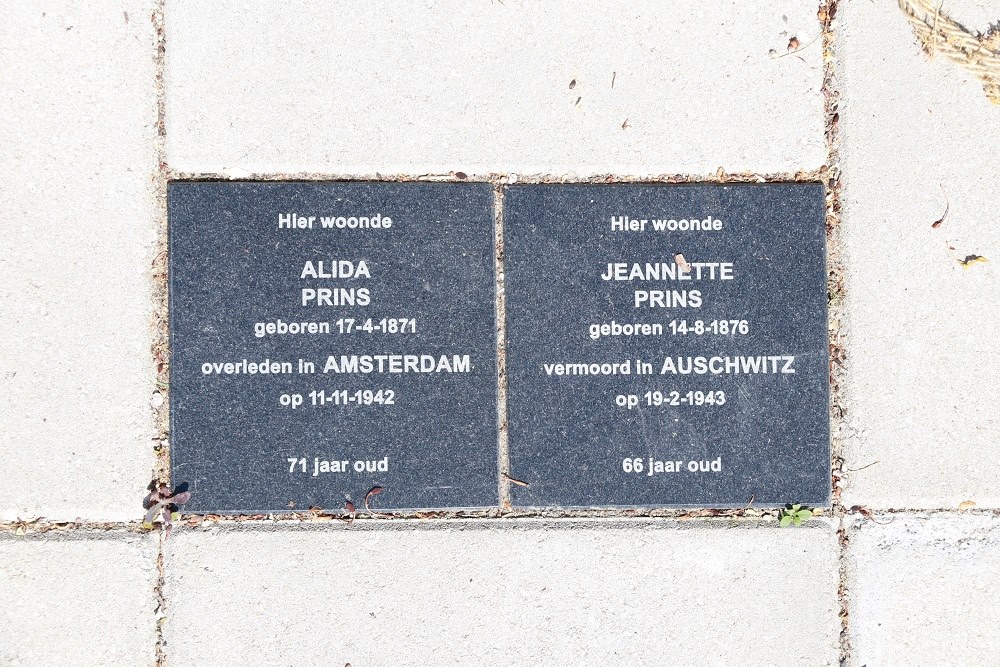 Hier woonde
ALIDA
PRINS
geboren 17-4-1871
overleden in AMSTERDAM
op 11-11-1942
71 jaar oud
Hier woonde
JEANNETTE
PRINS
geboren 14-8-1876
vermoord in AUSCHWITZ
op 19-2-1943
66 jaar oud